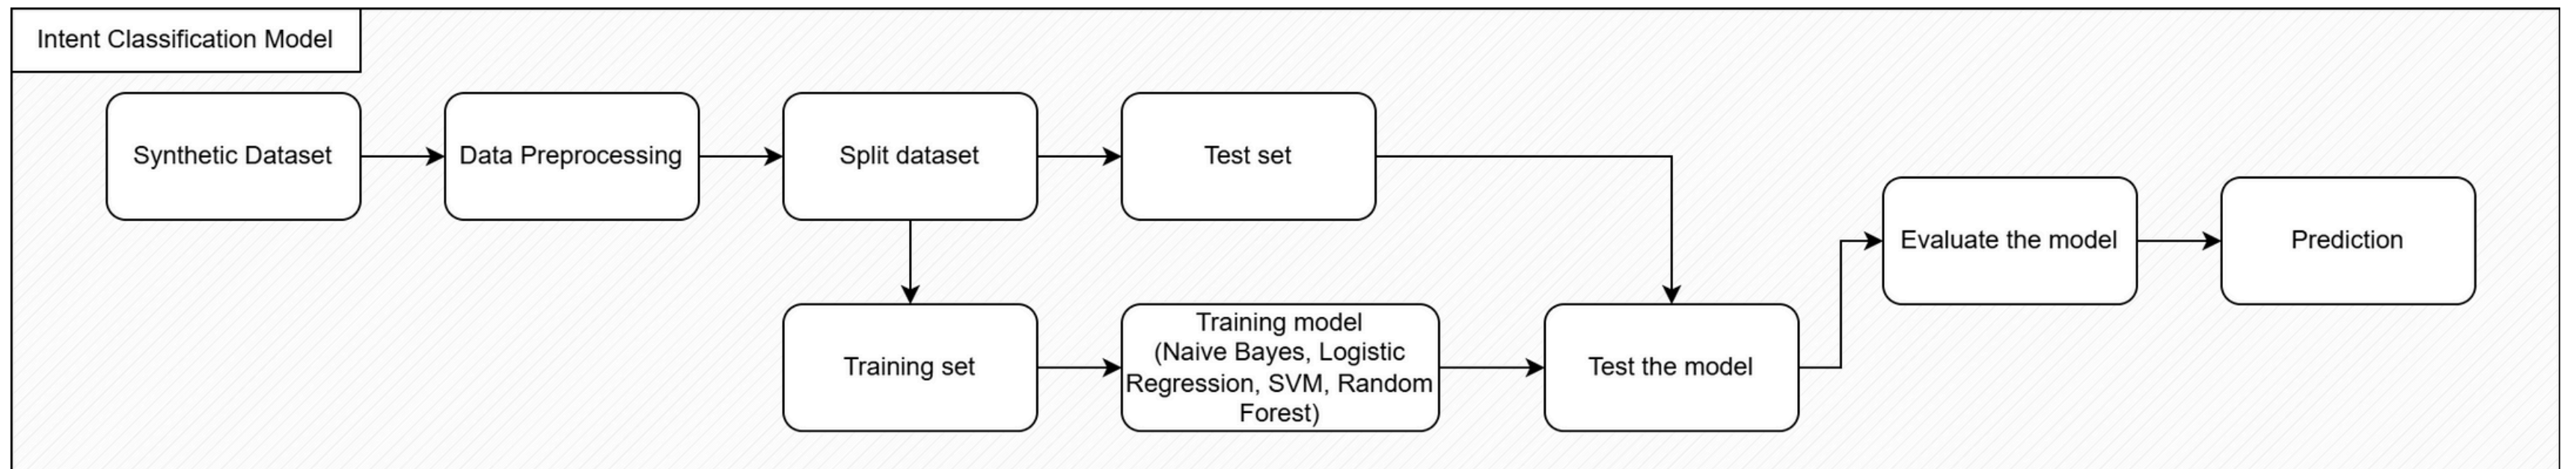 Intent Classification Model
Synthetic Dataset
Data Preprocessing
Split dataset
Test set
Evaluate the model
Prediction
Training set
Training model
(Naive Bayes, Logistic
Regression, SVM, Random
Forest)
Test the model